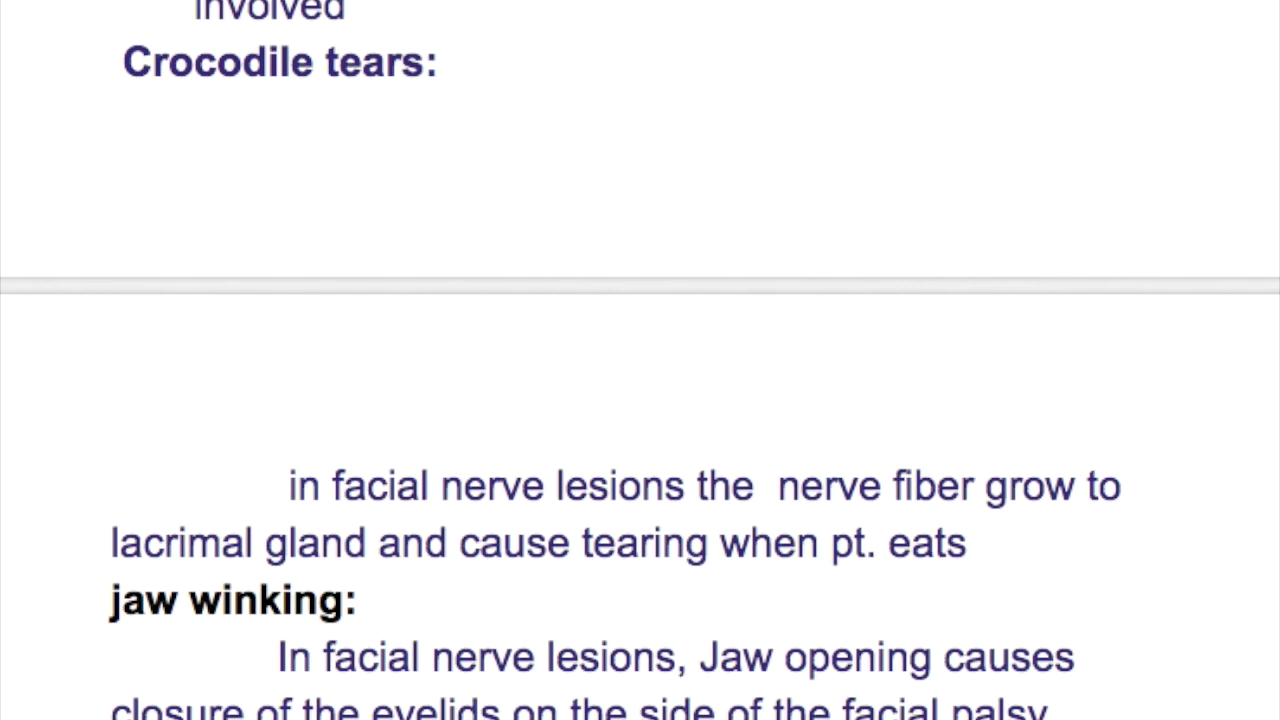 involved
Crocodile tears:
in facial nerve lesions the  nerve fiber grow to
lacrimal gland and cause tearing when pt. eats
jaw winking:
In facial nerve lesions, Jaw opening causes
closure of the eyelids on the side of the facial palsy